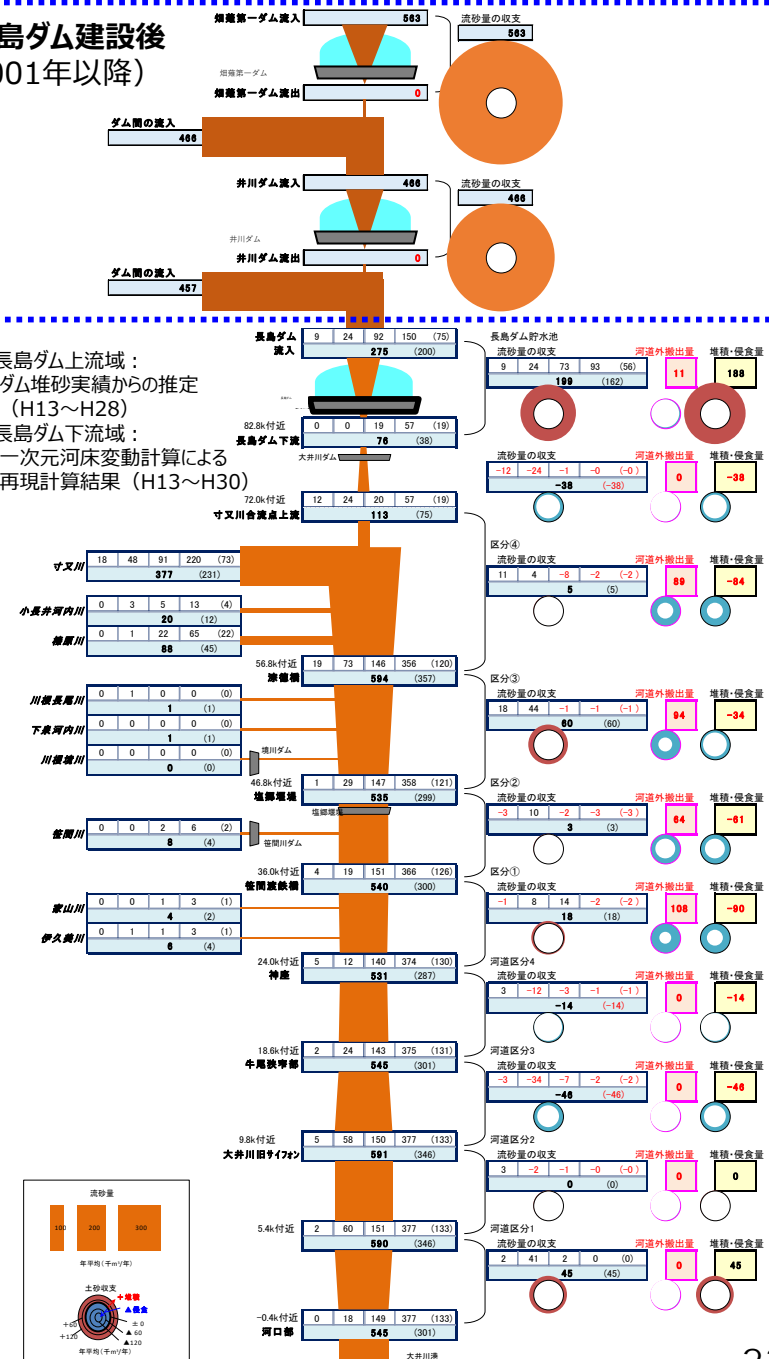 島ダム建設後
001年以降）
畑薙第一ダム流入 563
流砂量の収支
563
畑薙第一ダム
畑薙第一ダム流出 0
ダム間の流入
466
井川ダム流入 466
流砂量の収支
466
井川ダム
井川ダム流出 0
ダム間の流入
457
長島ダム上流域：
ダム堆砂実績からの推定
（H13～H28）
長島ダム下流域：
一次元河床変動計算による
再現計算結果（H13～H30）
長島ダム 9 24 92 150 (75)
流入 275 (200)
長島ダム貯水池
流砂量の収支 河道外搬出量 堆積・侵食量
9 24 73 93 (56)
199 (162)
11 188
82.8k付近 0 0 19 57 (19)
長島ダム下流 76 (38)
大井川ダム
流砂量の収支 河道外搬出量 堆積・侵食量
-12 -24 -1 -0 (-0)
-38 (-38)
0 -38
72.0k付近 12 24 20 57 (19)
寸又川合流点上流 113 (75)
区分④
流砂量の収支 河道外搬出量 堆積・侵食量
11 4 -8 -2 (-2)
5 (5)
89 -84
寸又川 18 48 91 220 (73)
377 (231)
小長井河内川 0 3 5 13 (4)
20 (12)
榛原川 0 1 22 65 (22)
88 (45)
56.8k付近 19 73 146 356 (120)
594 (357)
区分③
流砂量の収支 河道外搬出量 堆積・侵食量
18 44 -1 -1 (-1)
60 (60)
94 -34
川根長尾川 0 1 0 0 (0)
1 (1)
下泉河内川 0 0 0 0 (0)
1 (1)
川根境川 0 0 0 0 (0)
0 (0)
境川ダム
46.8k付近 1 29 147 358 (121)
塩郷堰堤 535 (299)
塩郷堰堤
区分②
流砂量の収支 河道外搬出量 堆積・侵食量
-3 10 -2 -3 (-3)
3 (3)
64 -61
笹間川 0 0 2 6 (2)
8 (4)
笹間川ダム
36.0k付近 4 19 151 366 (126)
笹間渡鉄橋 540 (300)
区分①
流砂量の収支 河道外搬出量 堆積・侵食量
-1 8 14 -2 (-2)
18 (18)
108 -90
家山川 0 0 1 3 (1)
4 (2)
伊久美川 0 1 1 3 (1)
6 (4)
24.0k付近 5 12 140 374 (130)
神座 531 (287)
河道区分4
流砂量の収支 河道外搬出量 堆積・侵食量
3 -12 -3 -1 (-1)
-14 (-14)
0 -14
18.6k付近 2 24 143 375 (131)
牛尾狭窄部 545 (301)
河道区分3
流砂量の収支 河道外搬出量 堆積・侵食量
-3 -34 -7 -2 (-2)
-46 (-46)
0 -46
9.8k付近 5 58 150 377 (133)
大井川旧サイフォン 591 (346)
河道区分2
流砂量の収支 河道外搬出量 堆積・侵食量
3 -2 -1 -0 (-0)
0 (0)
0 0
5.4k付近 2 60 151 377 (133)
590 (346)
河道区分1
流砂量の収支 河道外搬出量 堆積・侵食量
2 41 2 0 (0)
45 (45)
0 45
-0.4k付近 0 18 149 377 (133)
河口部 545 (301)
大井川港
流砂量
100 200 300
年平均（千m³/年）
土砂収支
＋堆積
▲侵食
＋60 ± 0
＋120 ▲ 60
▲120
年平均（千m³/年）